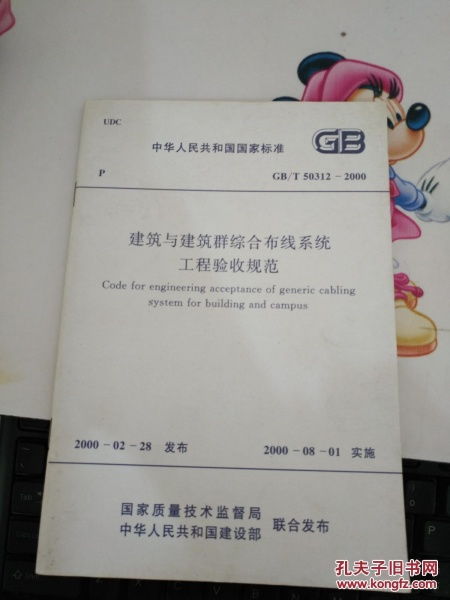 UDC
中华人民共和国国家标准
GB
P
GB/T 50312-2000
建筑与建筑群综合布线系统
工程验收规范
Code for engineering acceptance of generic cabling
system for building and campus
2000-02-28 发布
2000-08-01 实施
国家质量技术监督局
中华人民共和国建设部
联合发布
P
孔夫子旧书网
www.kongfz.com